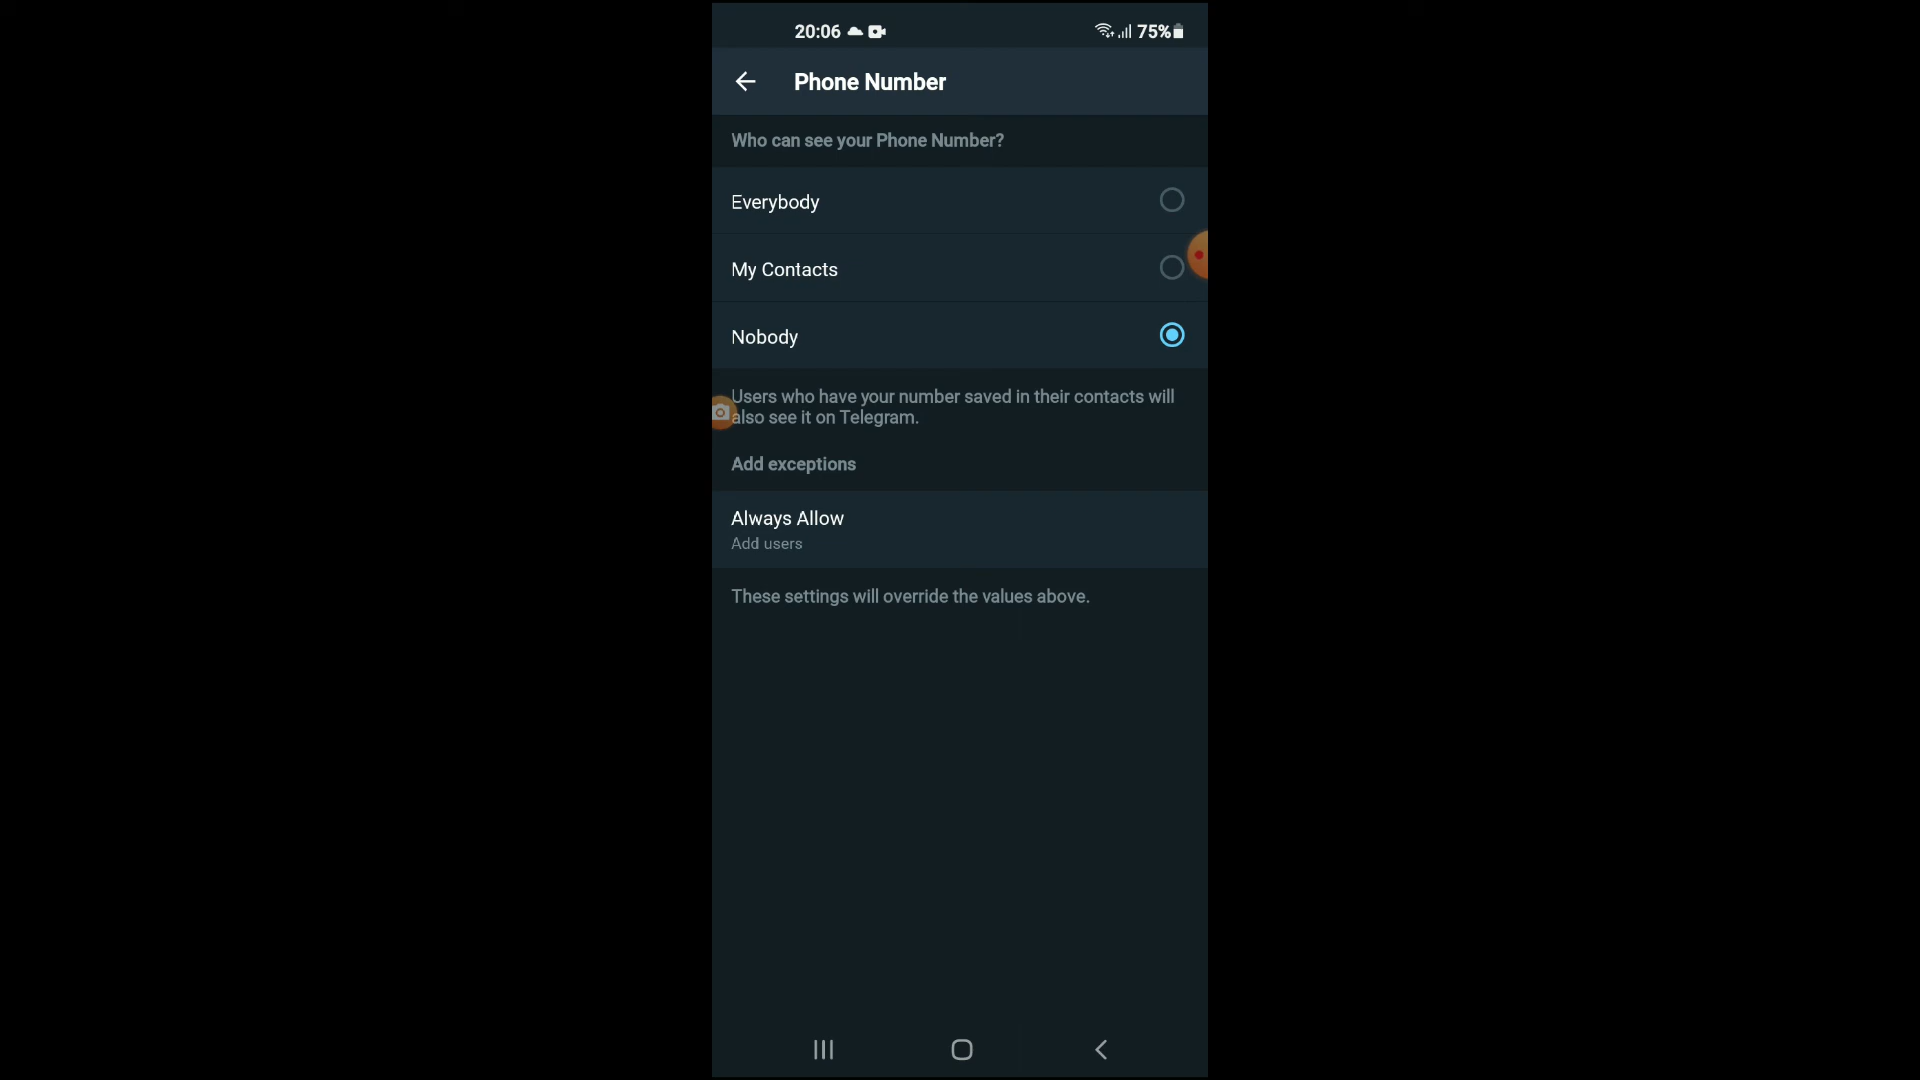 20:06
75%
Phone Number
Who can see your Phone Number?
Everybody
My Contacts
Nobody
Users who have your number saved in their contacts will
also see it on Telegram.
Add exceptions
Always Allow
Add users
These settings will override the values above.